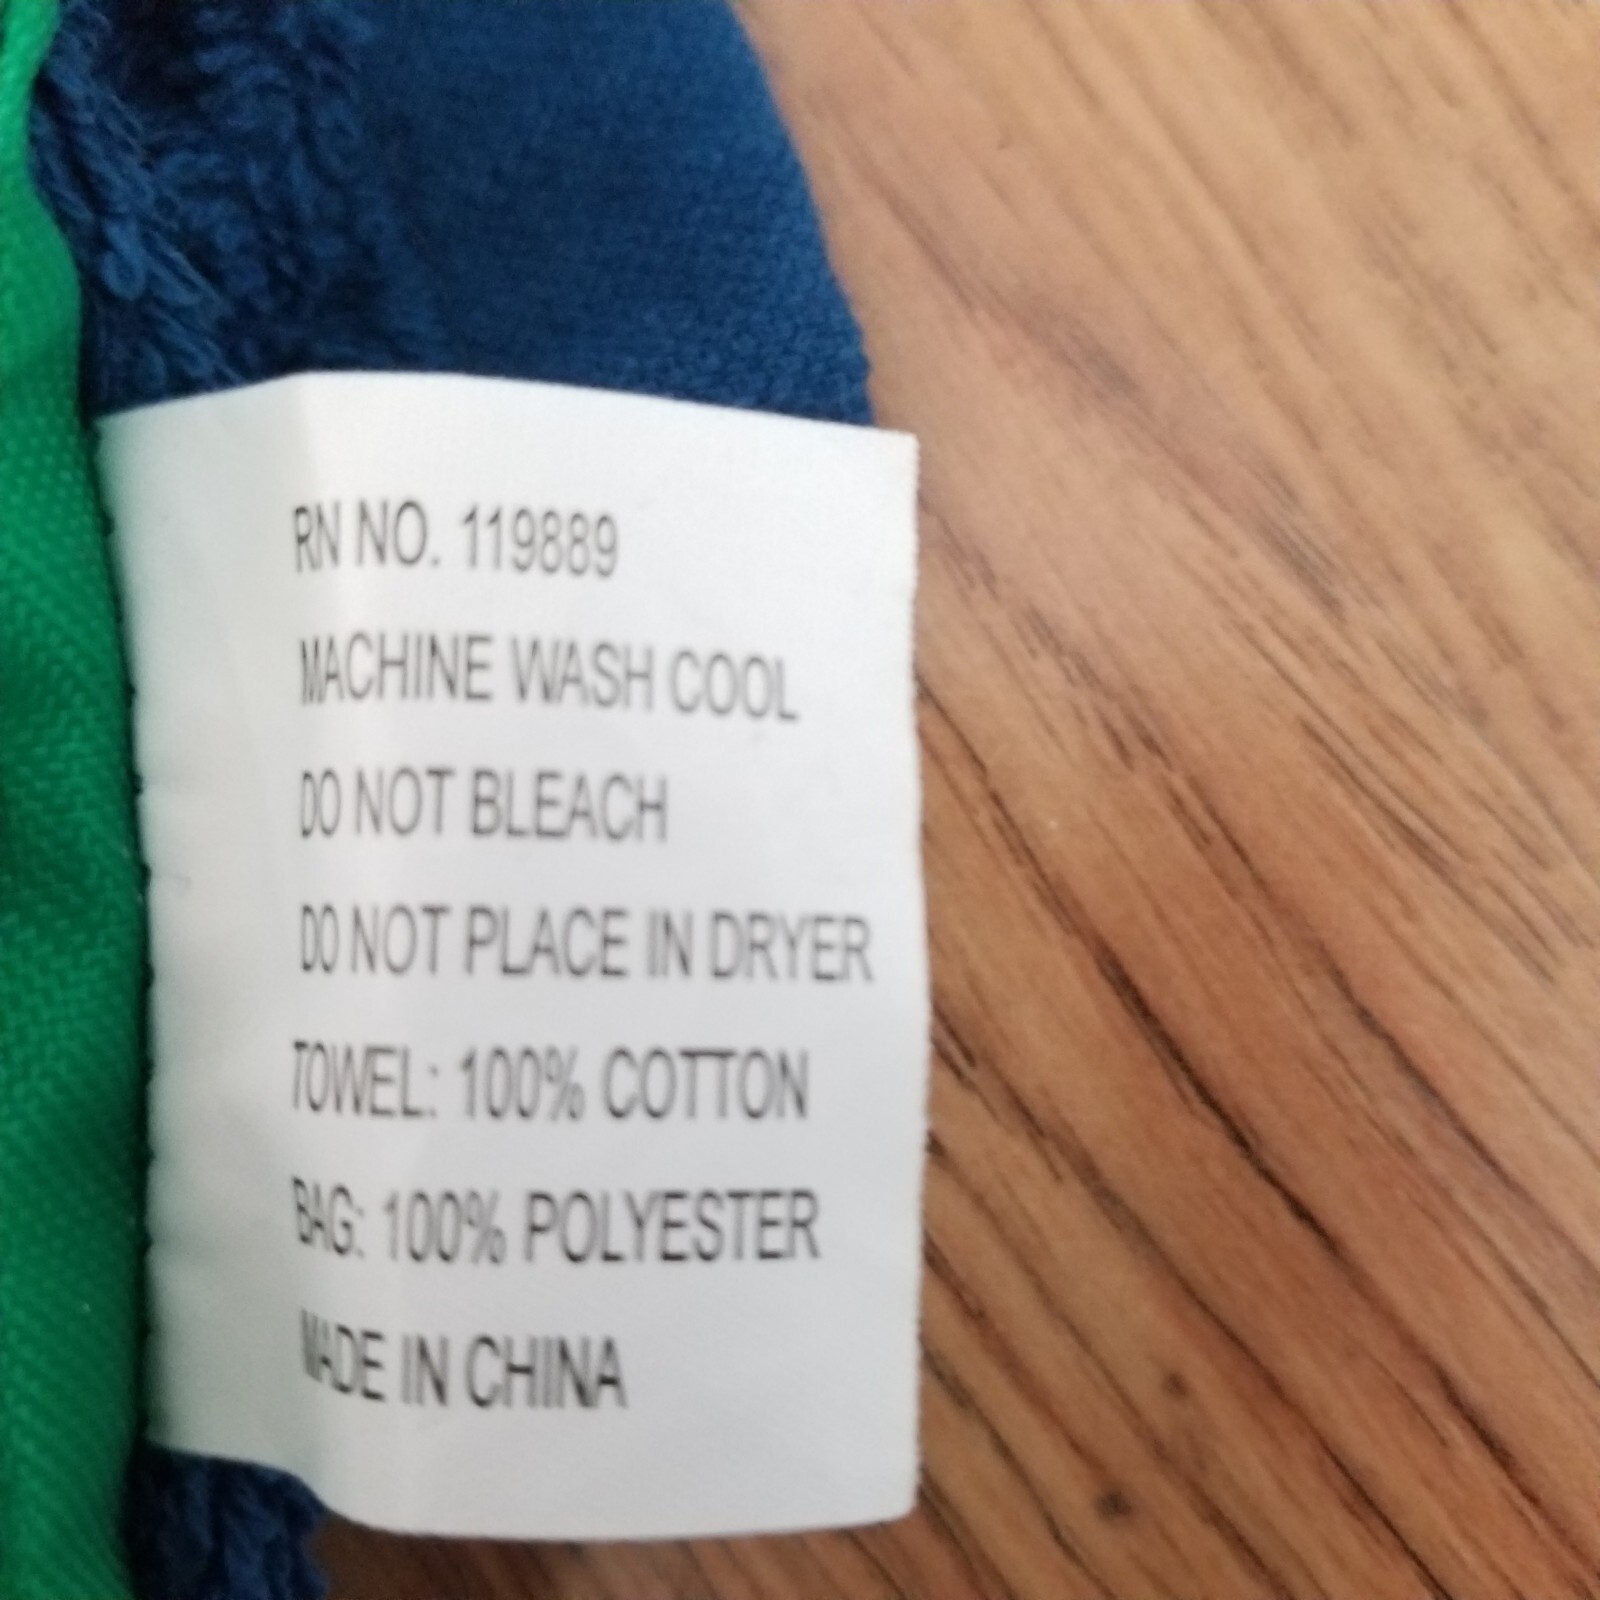 RN NO. 119889
MACHINE WASH COOL
DO NOT BLEACH
DO NOT PLACE IN DRYER
TOWEL: 100% COTTON
BAG: 100% POLYESTER
MADE IN CHINA